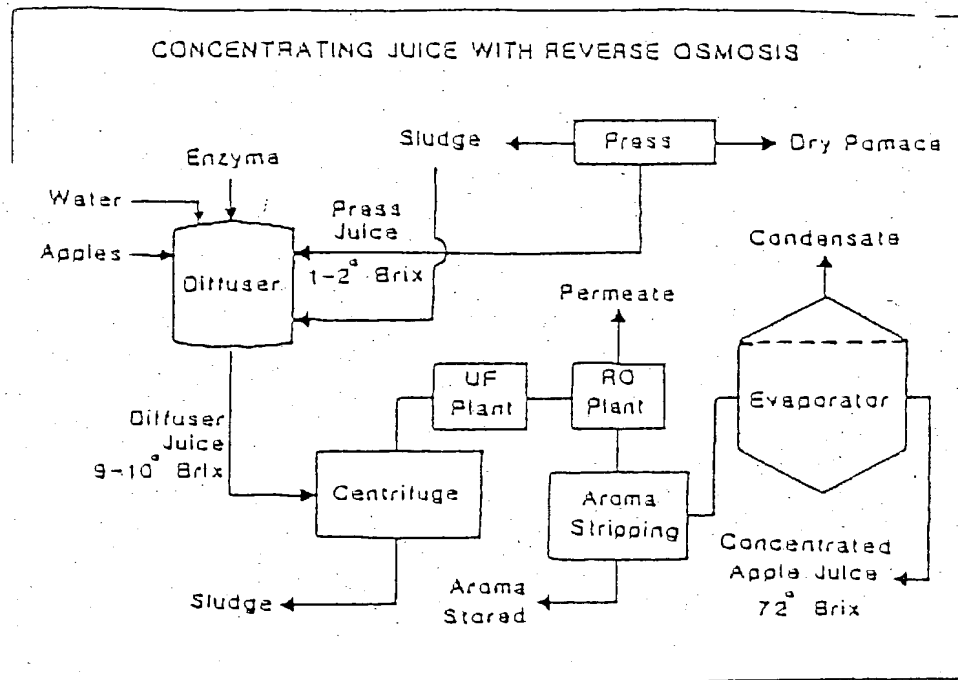 CONCENTRATING JUICE WITH REVERSE OSMOSIS
Sludge
Press
Dry Pomace
Enzyma
Water
Apples
Diffuser
Press
Juice
1-2° Brix
Condensate
Permeate
UF
Plant
RO
Plant
Evaporator
Diffuser
Juice
9-10° Brix
Centrifuge
Aroma
Stripping
Concentrated
Apple Juice
72° Brix
Sludge
Aroma
Stored